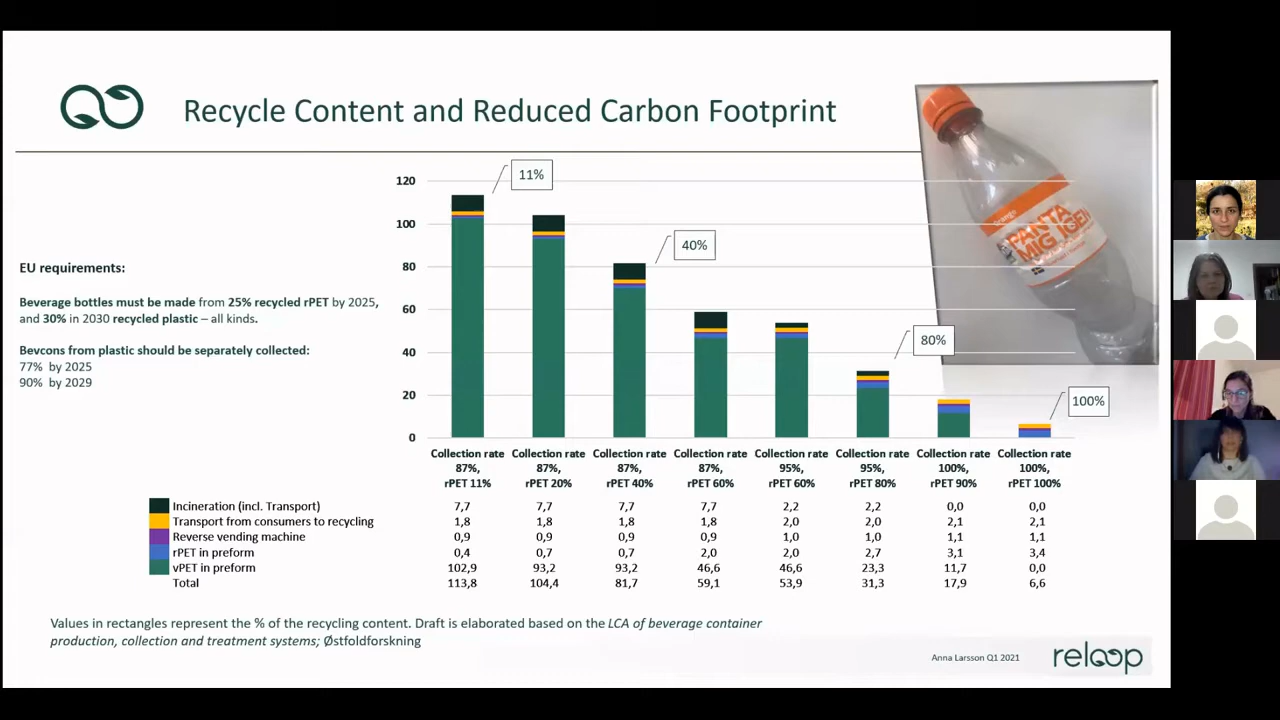 Recycle Content and Reduced Carbon Footprint
EU requirements:
Beverage bottles must be made from 25% recycled rPET by 2025,
and 30% in 2030 recycled plastic – all kinds.
Bevcons from plastic should be separately collected:
77% by 2025
90% by 2029
120
100
80
60
40
20
0
11%
40%
80%
100%
Collection rate 87%, rPET 11%
Collection rate 87%, rPET 20%
Collection rate 87%, rPET 40%
Collection rate 87%, rPET 60%
Collection rate 95%, rPET 60%
Collection rate 95%, rPET 80%
Collection rate 100%, rPET 90%
Collection rate 100%, rPET 100%
Incineration (incl. Transport) 7,7 7,7 7,7 7,7 2,2 2,2 0,0 0,0
Transport from consumers to recycling 1,8 1,8 1,8 1,8 2,0 2,0 2,1 2,1
Reverse vending machine 0,9 0,9 0,9 0,9 1,0 1,0 1,1 1,1
rPET in preform 0,4 0,7 0,7 2,0 2,0 2,7 3,1 3,4
vPET in preform 102,9 93,2 93,2 46,6 46,6 23,3 11,7 0,0
Total 113,8 104,4 81,7 59,1 53,9 31,3 17,9 6,6
PANTA
MIG IGEN
Values in rectangles represent the % of the recycling content. Draft is elaborated based on the LCA of beverage container
production, collection and treatment systems; Østfoldforskning
Anna Larsson Q1 2021
reloop